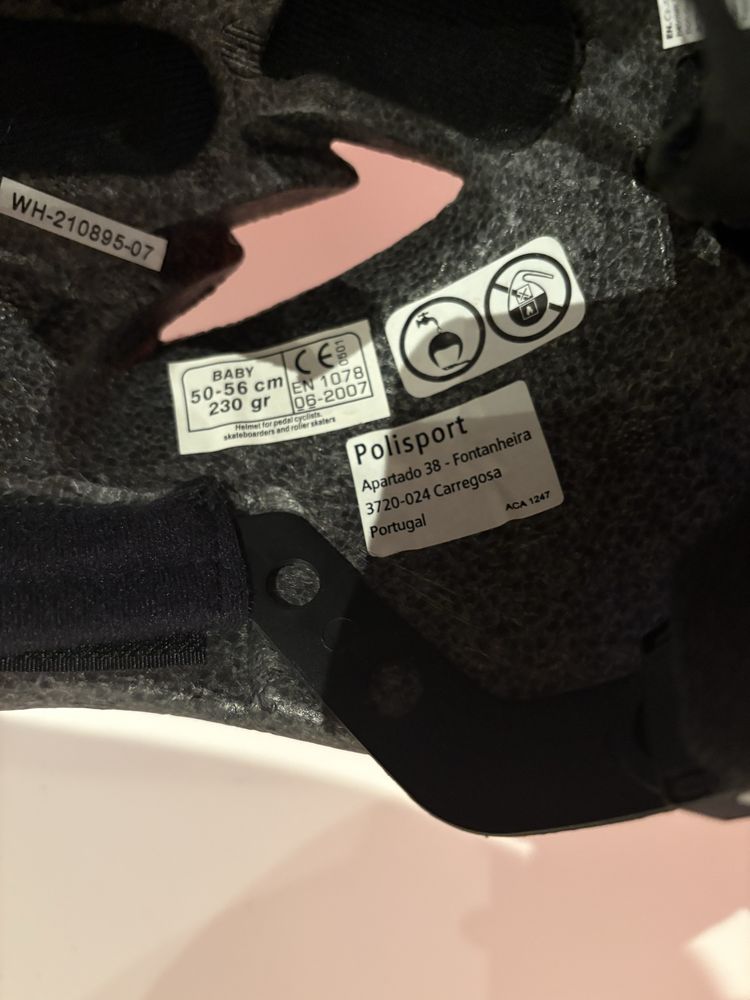 EN.
WH-210895-07
BABY
50-56 cm
230 gr
CE 0501
EN 1078
06-2007
Helmet for pedal cyclists,
skateboarders and roller skaters
Polisport
Apartado 38 - Fontanheira
3720-024 Carregosa
Portugal
ACA 1247